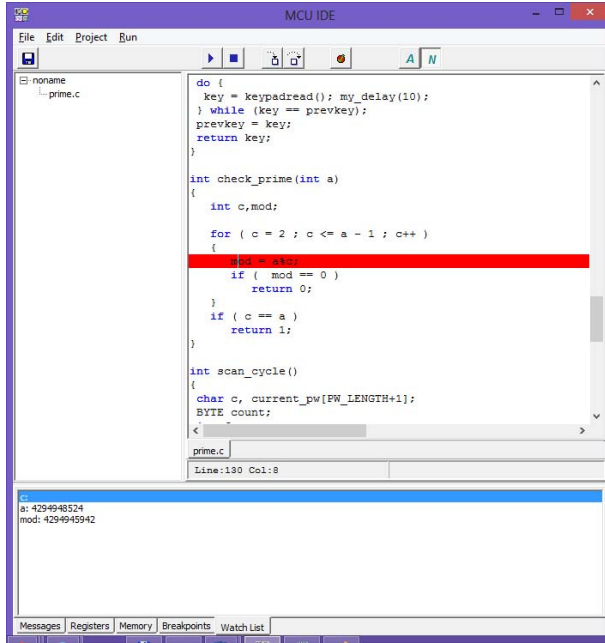 MCU IDE
File Edit Project Run
A N
noname
prime.c
do {
key = keypadread(); my_delay(10);
} while (key == prevkey);
prevkey = key;
return key;
}
int check_prime(int a)
{
int c,mod;
for ( c = 2 ; c <= a - 1 ; c++ )
{
mod = a%c;
if ( mod == 0 )
return 0;
}
if ( c == a )
return 1;
}
int scan_cycle()
{
char c, current_pw[PW_LENGTH+1];
BYTE count;
prime.c
Line:130 Col:8
c:
a: 4294948524
mod: 4294945942
Messages Registers Memory Breakpoints Watch List